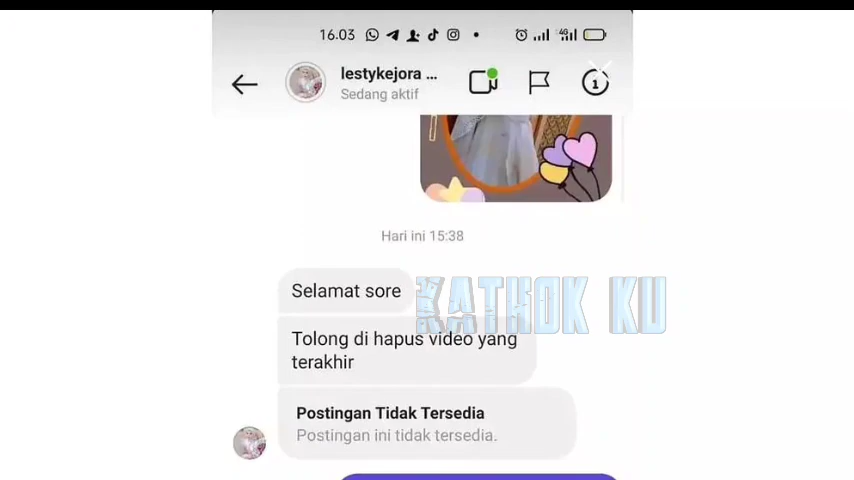 16.03
4G
lestykejora ...
Sedang aktif
Hari ini 15:38
Selamat sore
KATHOK KU
Tolong di hapus video yang
terakhir
Postingan Tidak Tersedia
Postingan ini tidak tersedia.